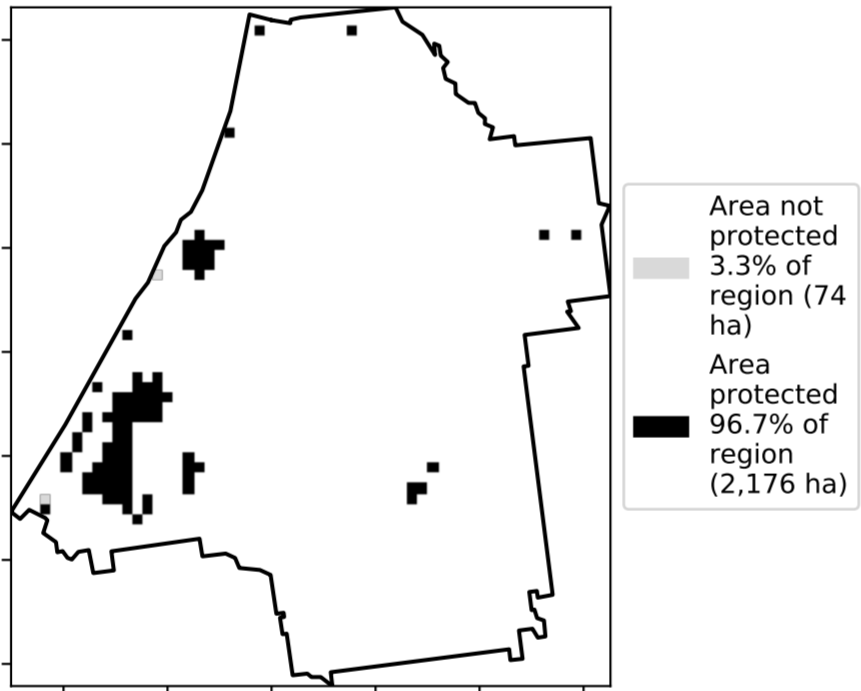 Area not
protected
3.3% of
region (74
ha)
Area
protected
96.7% of
region
(2,176 ha)